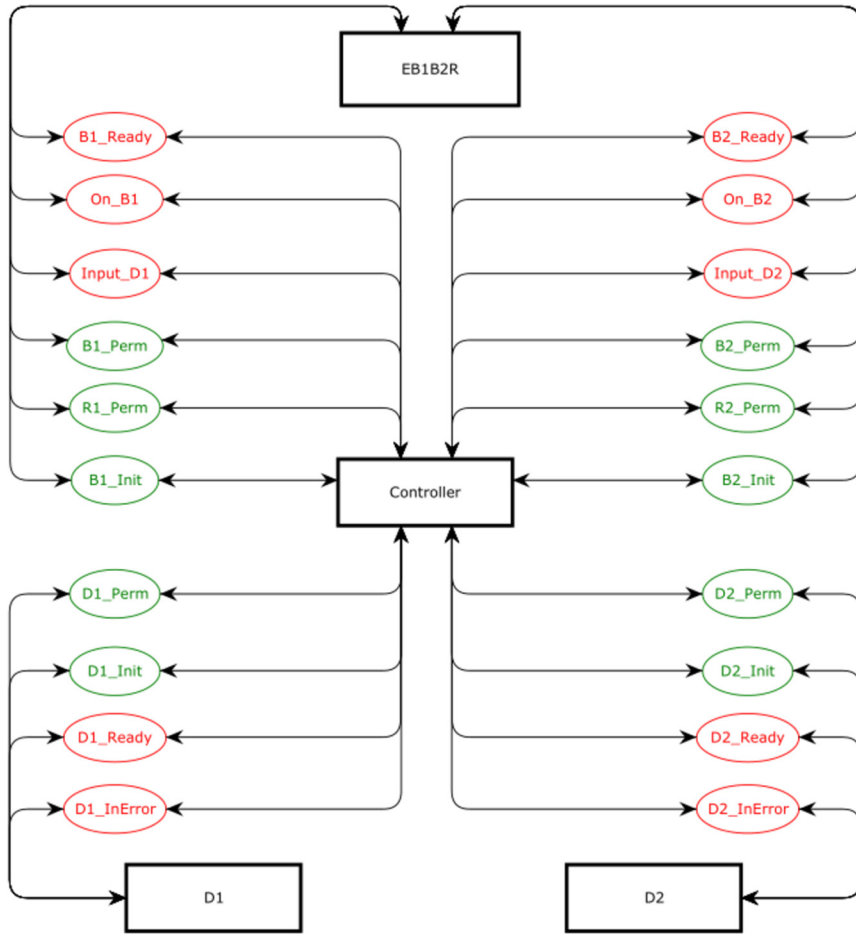 EB1B2R
B1_Ready
B2_Ready
On_B1
On_B2
Input_D1
Input_D2
B1_Perm
B2_Perm
R1_Perm
R2_Perm
B1_Init
Controller
B2_Init
D1_Perm
D2_Perm
D1_Init
D2_Init
D1_Ready
D2_Ready
D1_InError
D2_InError
D1
D2